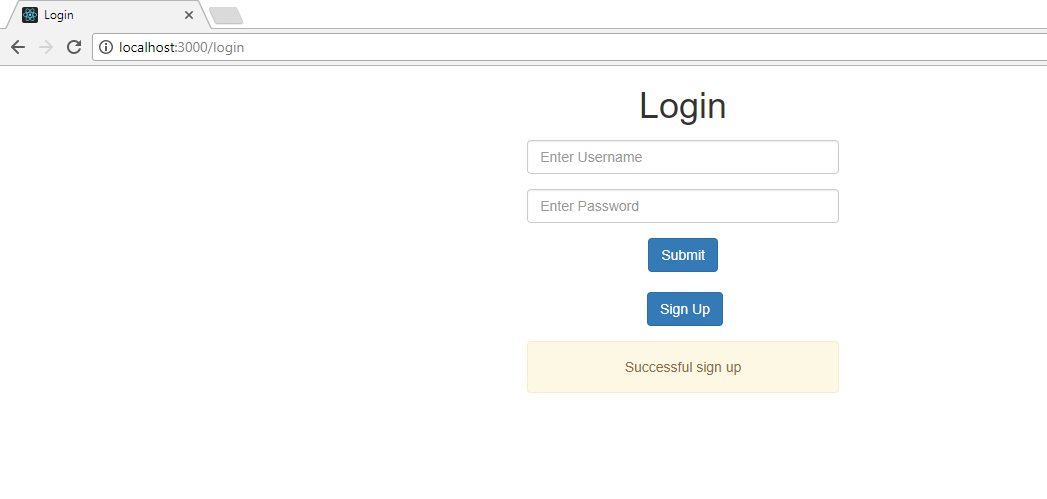 Login
localhost:3000/login
Login
Enter Username
Enter Password
Submit
Sign Up
Successful sign up